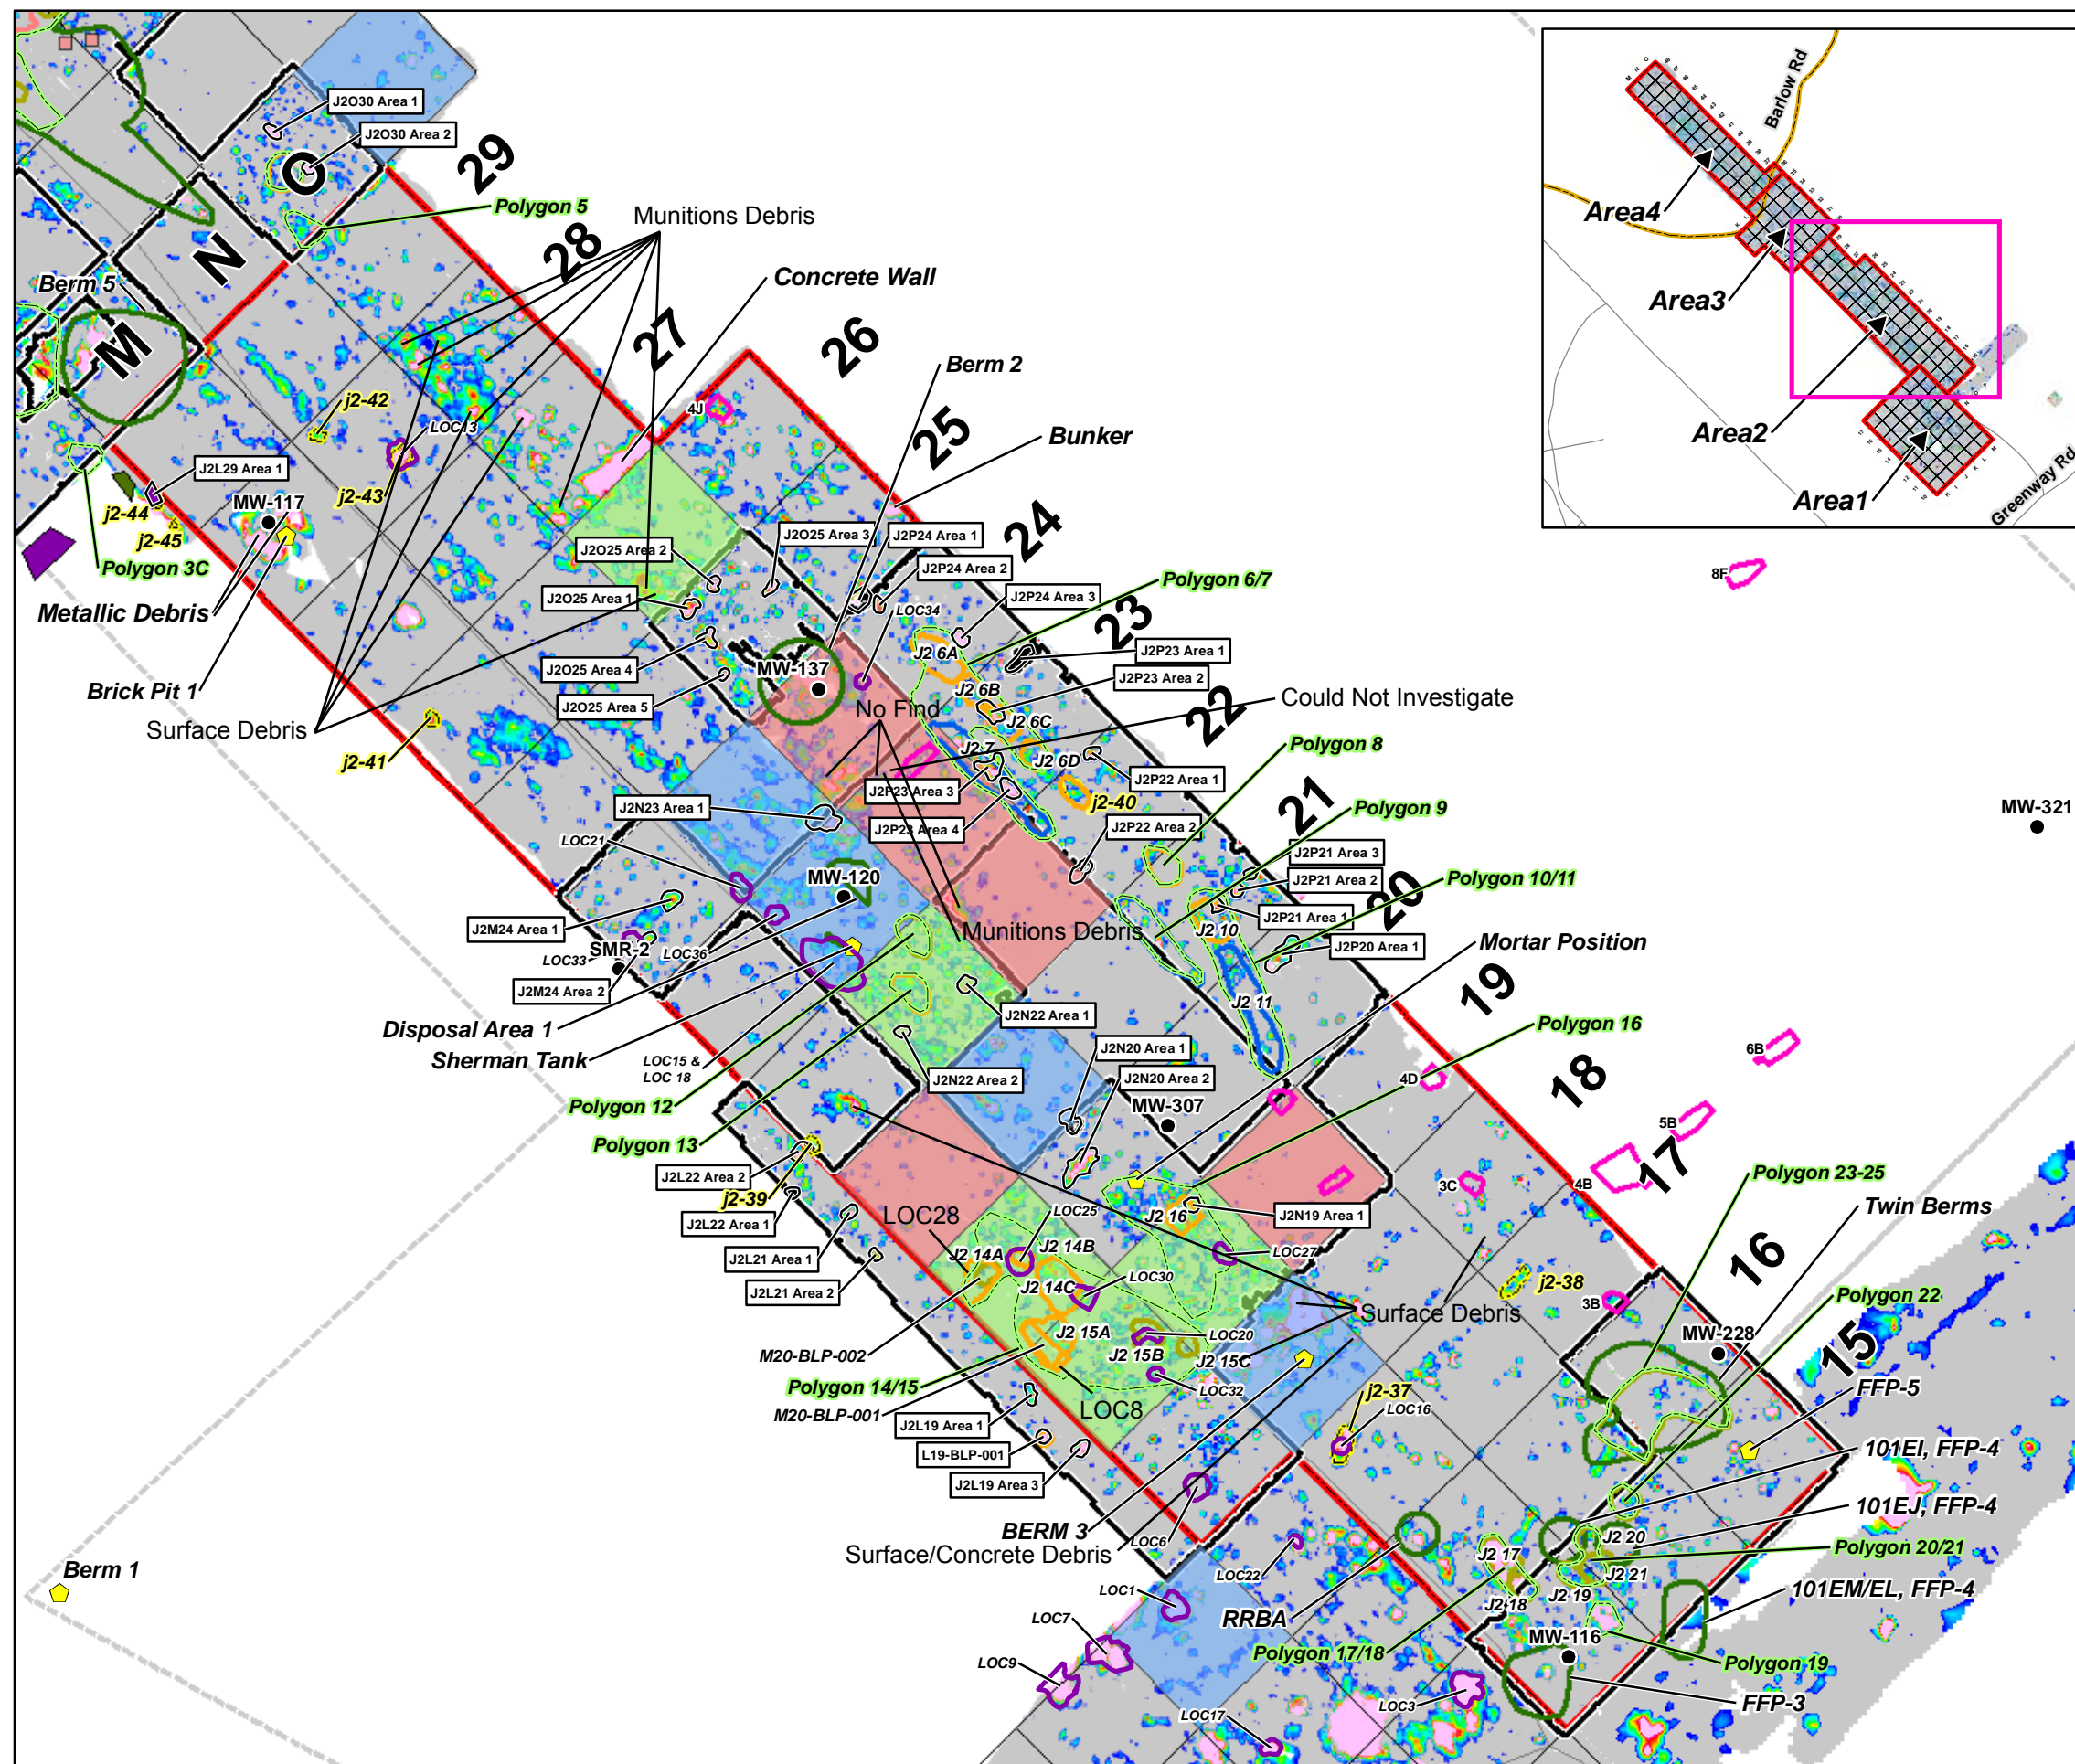 J2O30 Area 1
J2O30 Area 2
O
29
Polygon 5
Munitions Debris
28
N
Concrete Wall
Berm 5
M
27
26
Berm 2
4J
j2-42
LOC13
25
Bunker
J2L29 Area 1
j2-43
MW-117
j2-44
j2-45
Polygon 3C
24
J2O25 Area 3
J2P24 Area 1
J2O25 Area 2
J2P24 Area 2
Polygon 6/7
J2O25 Area 1
LOC34
J2P24 Area 3
Metallic Debris
23
J2 6A
J2P23 Area 1
J2O25 Area 4
MW-137
J2P23 Area 2
Brick Pit 1
J2 6B
Could Not Investigate
J2O25 Area 5
No Find
22
J2 6C
Surface Debris
Polygon 8
J2 7
J2 6D
j2-41
J2P22 Area 1
J2P23 Area 3
j2-40
J2N23 Area 1
21
Polygon 9
J2P23 Area 4
J2P22 Area 2
LOC21
J2P21 Area 3
J2P21 Area 2
Polygon 10/11
MW-120
20
J2P21 Area 1
J2M24 Area 1
J2 10
Munitions Debris
Mortar Position
J2P20 Area 1
SMR-2
LOC36
LOC33
J2M24 Area 2
19
J2 11
J2N22 Area 1
Polygon 16
Disposal Area 1
Sherman Tank
J2N20 Area 1
LOC15 &
LOC 18
J2N22 Area 2
J2N20 Area 2
18
4D
Polygon 12
MW-307
Polygon 13
J2L22 Area 2
17
Polygon 23-25
3C
4B
j2-39
Twin Berms
J2L22 Area 1
LOC28
LOC25
J2 16
J2N19 Area 1
J2L21 Area 1
J2 14A
J2 14B
LOC27
16
J2 14C
LOC30
j2-38
Polygon 22
J2L21 Area 2
Surface Debris
3B
J2 15A
LOC20
MW-228
15
M20-BLP-002
J2 15B
J2 15C
Polygon 14/15
LOC32
j2-37
FFP-5
M20-BLP-001
LOC8
LOC16
J2L19 Area 1
101EI, FFP-4
L19-BLP-001
J2L19 Area 3
101EJ, FFP-4
BERM 3
LOC6
J2 20
Polygon 20/21
Surface/Concrete Debris
J2 17
Berm 1
LOC22
J2 21
LOC1
J2 18
J2 19
101EM/EL, FFP-4
LOC7
RRBA
MW-116
Polygon 17/18
LOC9
Polygon 19
LOC3
FFP-3
LOC17
8F
MW-321
6B
5B
Barlow Rd
Area4
Area3
Area2
Area1
Greenway Rd